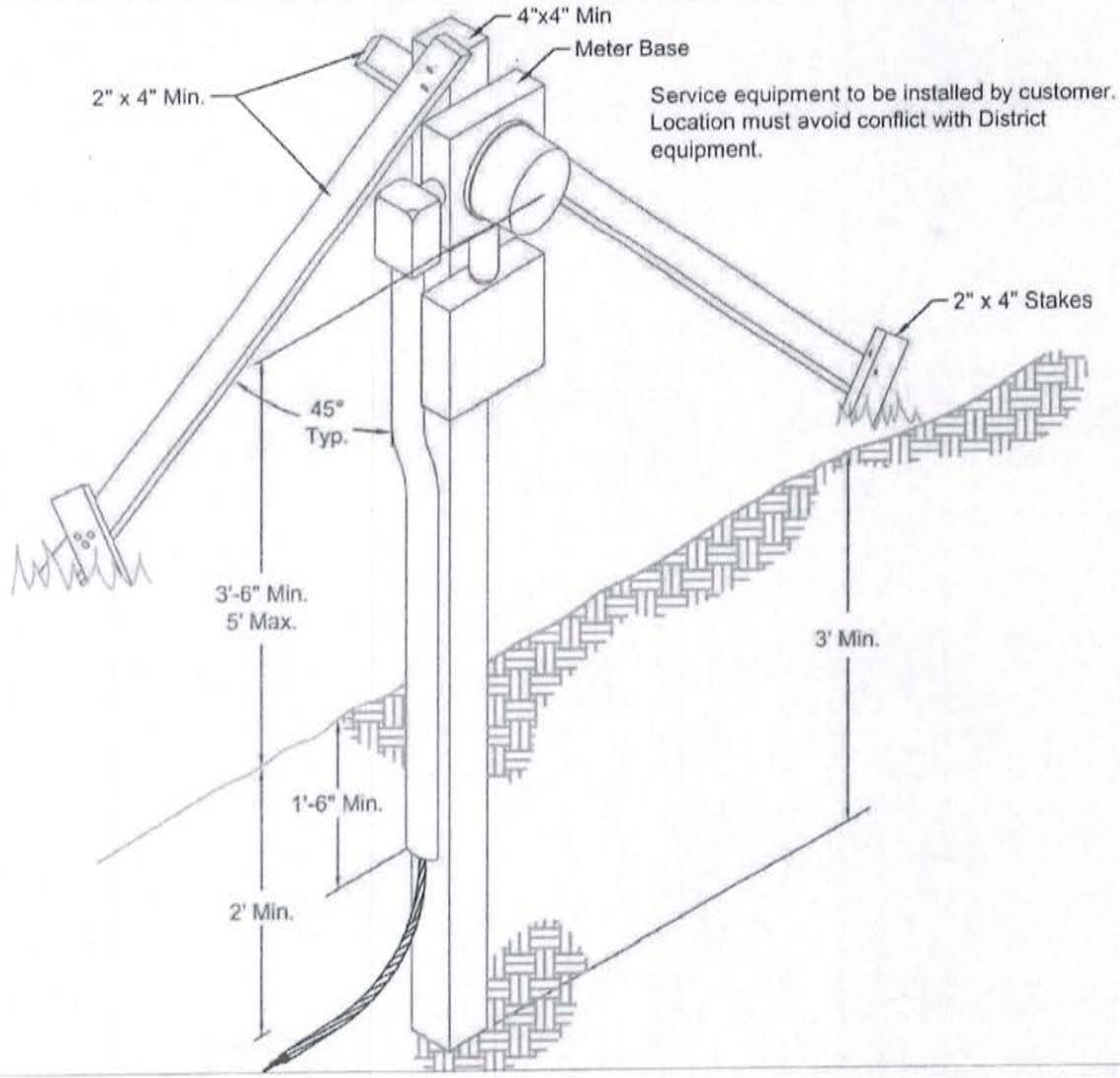 4"x4" Min
Meter Base
2" x 4" Min.
Service equipment to be installed by customer.
Location must avoid conflict with District
equipment.
2" x 4" Stakes
45°
Typ.
3'-6" Min.
5' Max.
3' Min.
1'-6" Min.
2' Min.